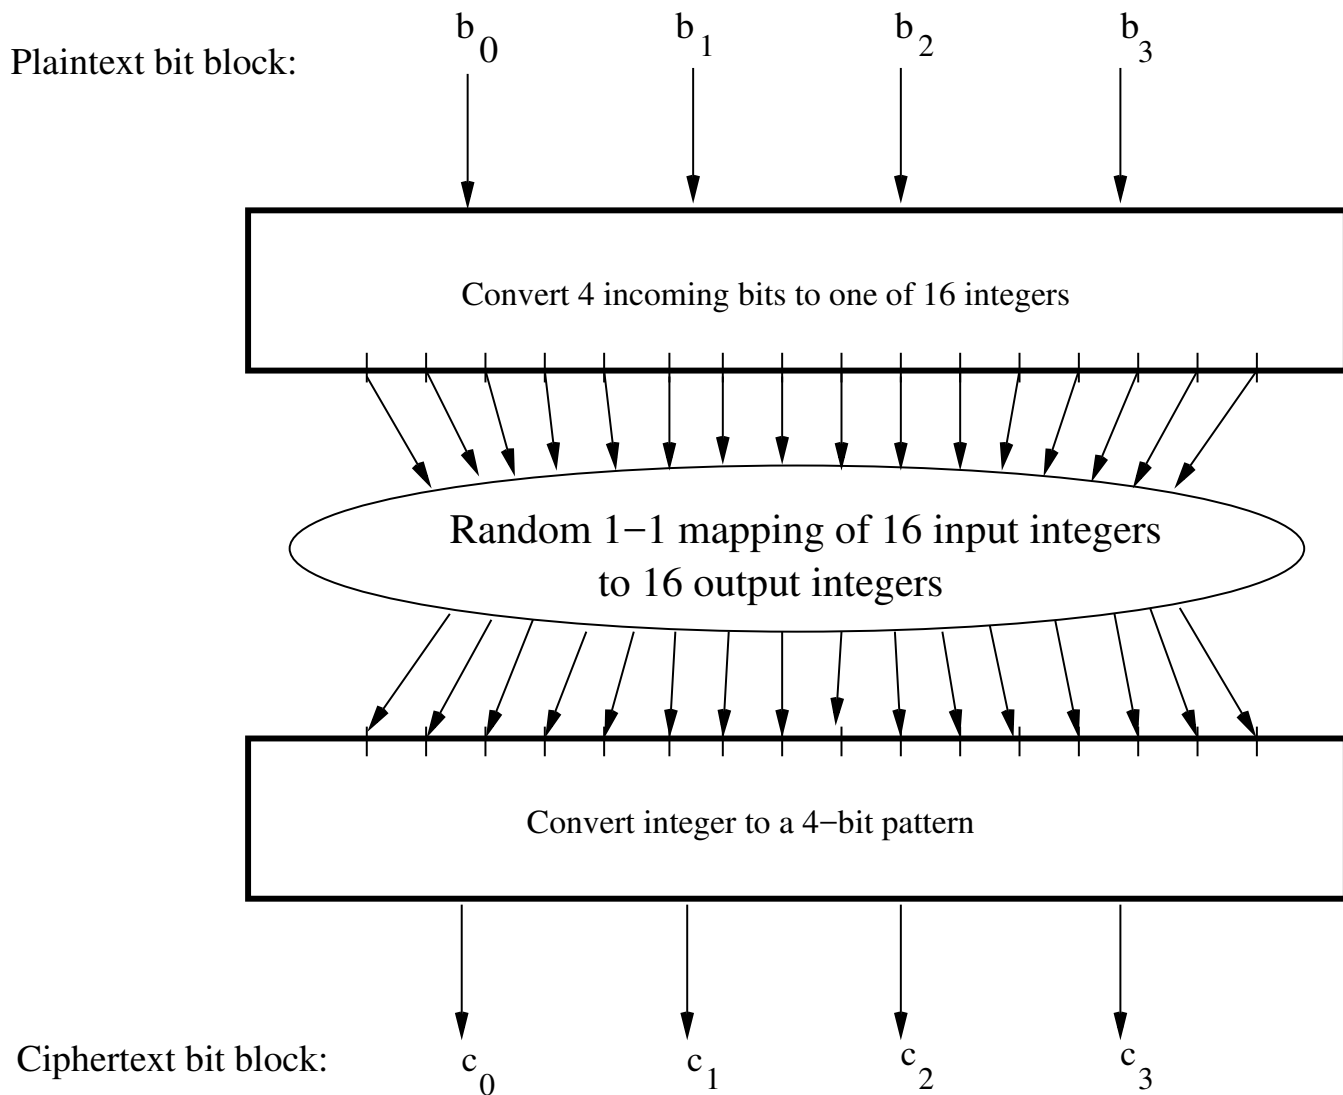 b0 b1 b2 b3
Plaintext bit block:
Convert 4 incoming bits to one of 16 integers
Random 1−1 mapping of 16 input integers
to 16 output integers
Convert integer to a 4−bit pattern
Ciphertext bit block: c0 c1 c2 c3